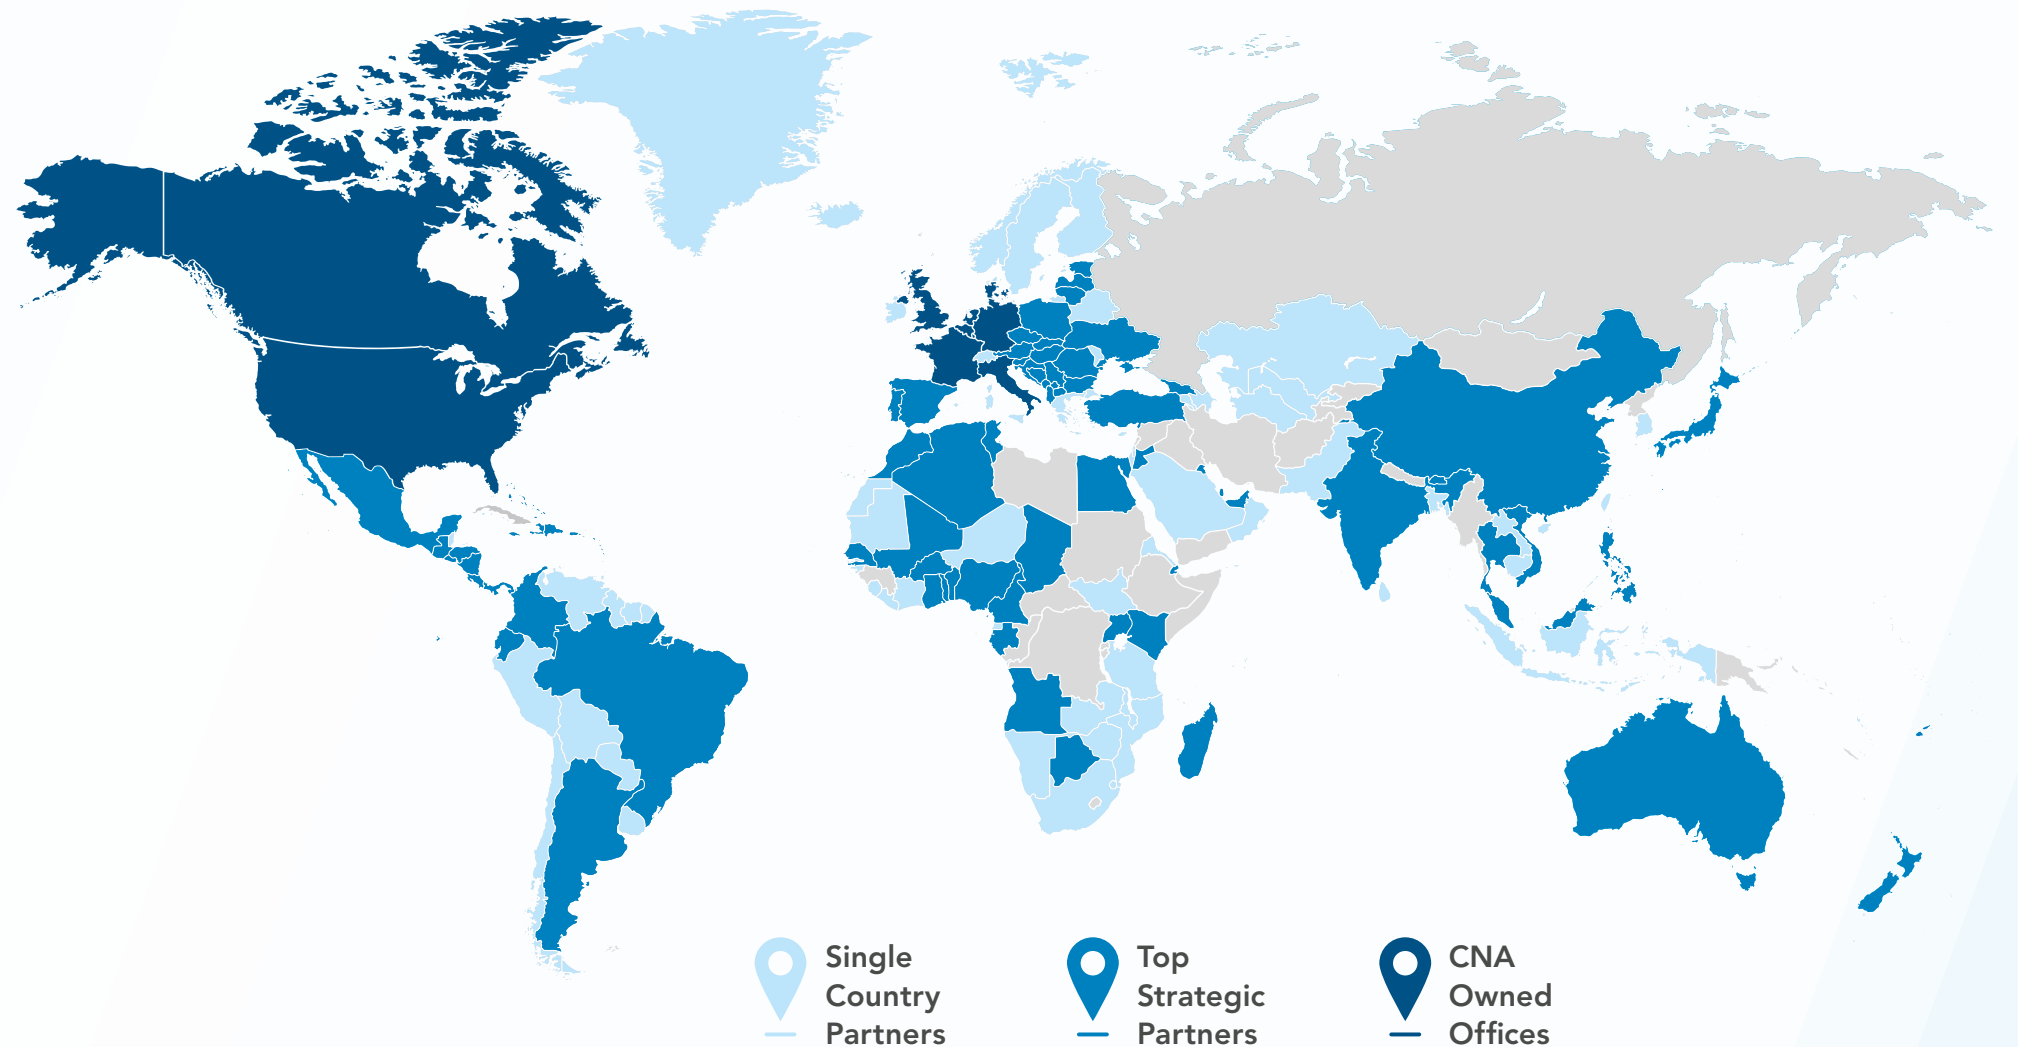 Single
Country
Partners
Top
Strategic
Partners
CNA
Owned
Offices